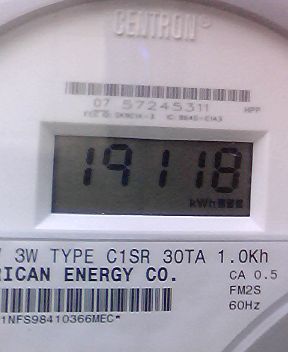 CENTRON®
07 57245311 HPP
19118
kWh
3W TYPE C1SR 30TA 1.0Kh
RICAN ENERGY CO. CA 0.5
FM2S
1NFS98410366MEC* 60Hz